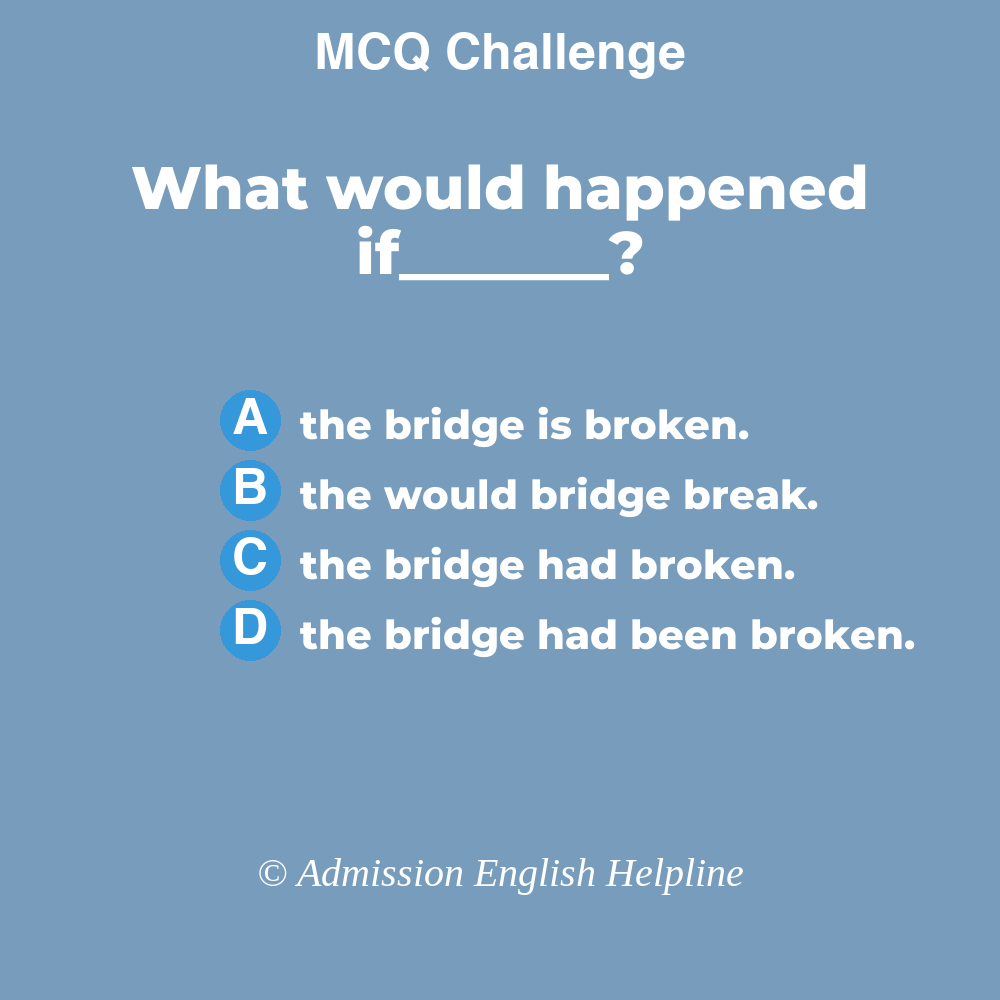 MCQ Challenge
What would happened
if_______?
A the bridge is broken.
B the would bridge break.
C the bridge had broken.
D the bridge had been broken.
© Admission English Helpline